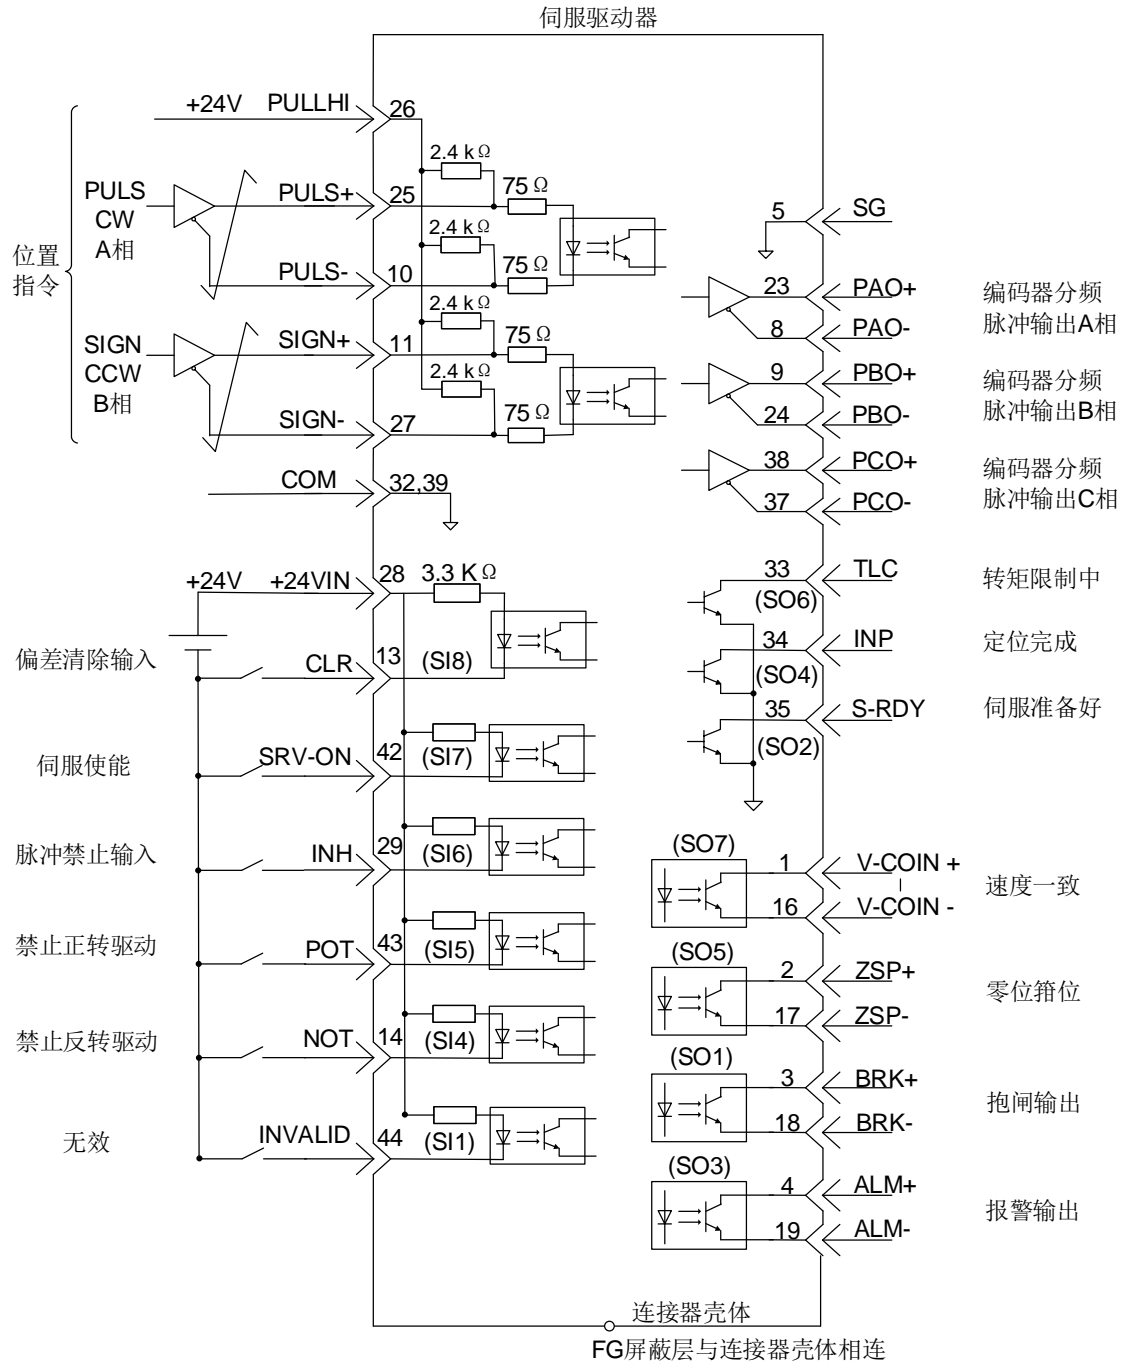 伺服驱动器
+24V
PULLHI
26
2.4 kΩ
PULS
CW
A相
PULS+
25
75 Ω
2.4 kΩ
PULS-
10
75 Ω
位置
指令
2.4 kΩ
SIGN
CCW
B相
SIGN+
11
75 Ω
2.4 kΩ
SIGN-
27
75 Ω
COM
32,39
+24V
+24VIN
28
3.3 KΩ
偏差清除输入
CLR
13
(SI8)
伺服使能
SRV-ON
42
(SI7)
脉冲禁止输入
INH
29
(SI6)
禁止正转驱动
POT
43
(SI5)
禁止反转驱动
NOT
14
(SI4)
无效
INVALID
44
(SI1)
5
SG
23
PAO+
8
PAO-
编码器分频
脉冲输出A相
9
PBO+
24
PBO-
编码器分频
脉冲输出B相
38
PCO+
37
PCO-
编码器分频
脉冲输出C相
33
TLC
(SO6)
转矩限制中
34
INP
(SO4)
定位完成
35
S-RDY
(SO2)
伺服准备好
(SO7)
1
V-COIN +
16
V-COIN -
速度一致
(SO5)
2
ZSP+
17
ZSP-
零位箝位
(SO1)
3
BRK+
18
BRK-
抱闸输出
(SO3)
4
ALM+
19
ALM-
报警输出
连接器壳体
FG屏蔽层与连接器壳体相连